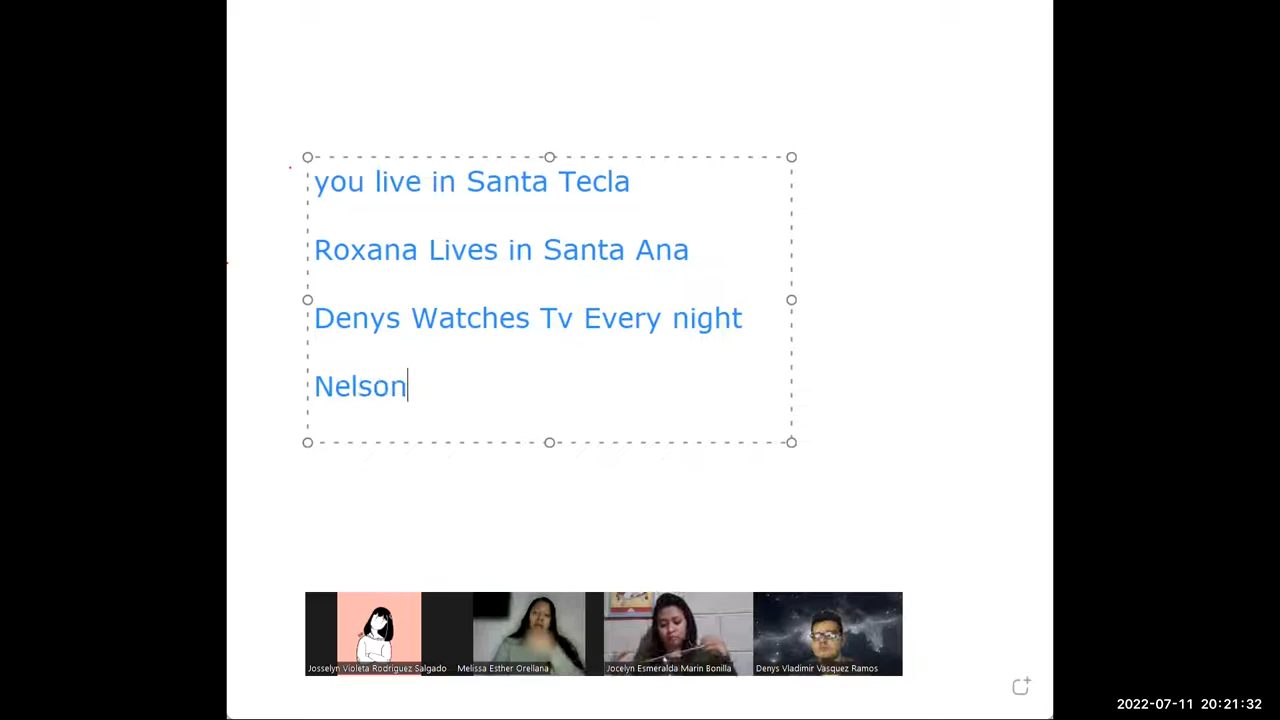 you live in Santa Tecla
Roxana Lives in Santa Ana
Denys Watches Tv Every night
Nelson
Josselyn Violeta Rodriguez Salgado
Melissa Esther Orellana
Jocelyn Esmeralda Marin Bonilla
Denys Vladimir Vasquez Ramos
2022-07-11 20:21:32